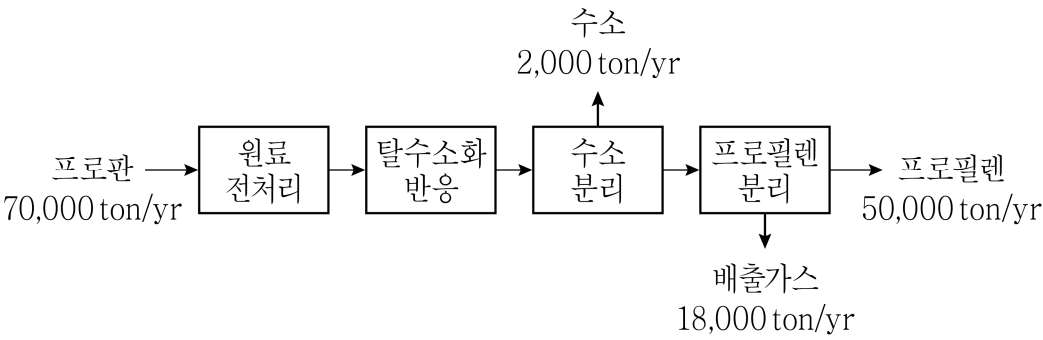 수소
2,000 ton/yr
프로판
70,000 ton/yr
원료
전처리
탈수소화
반응
수소
분리
프로필렌
분리
프로필렌
50,000 ton/yr
배출가스
18,000 ton/yr